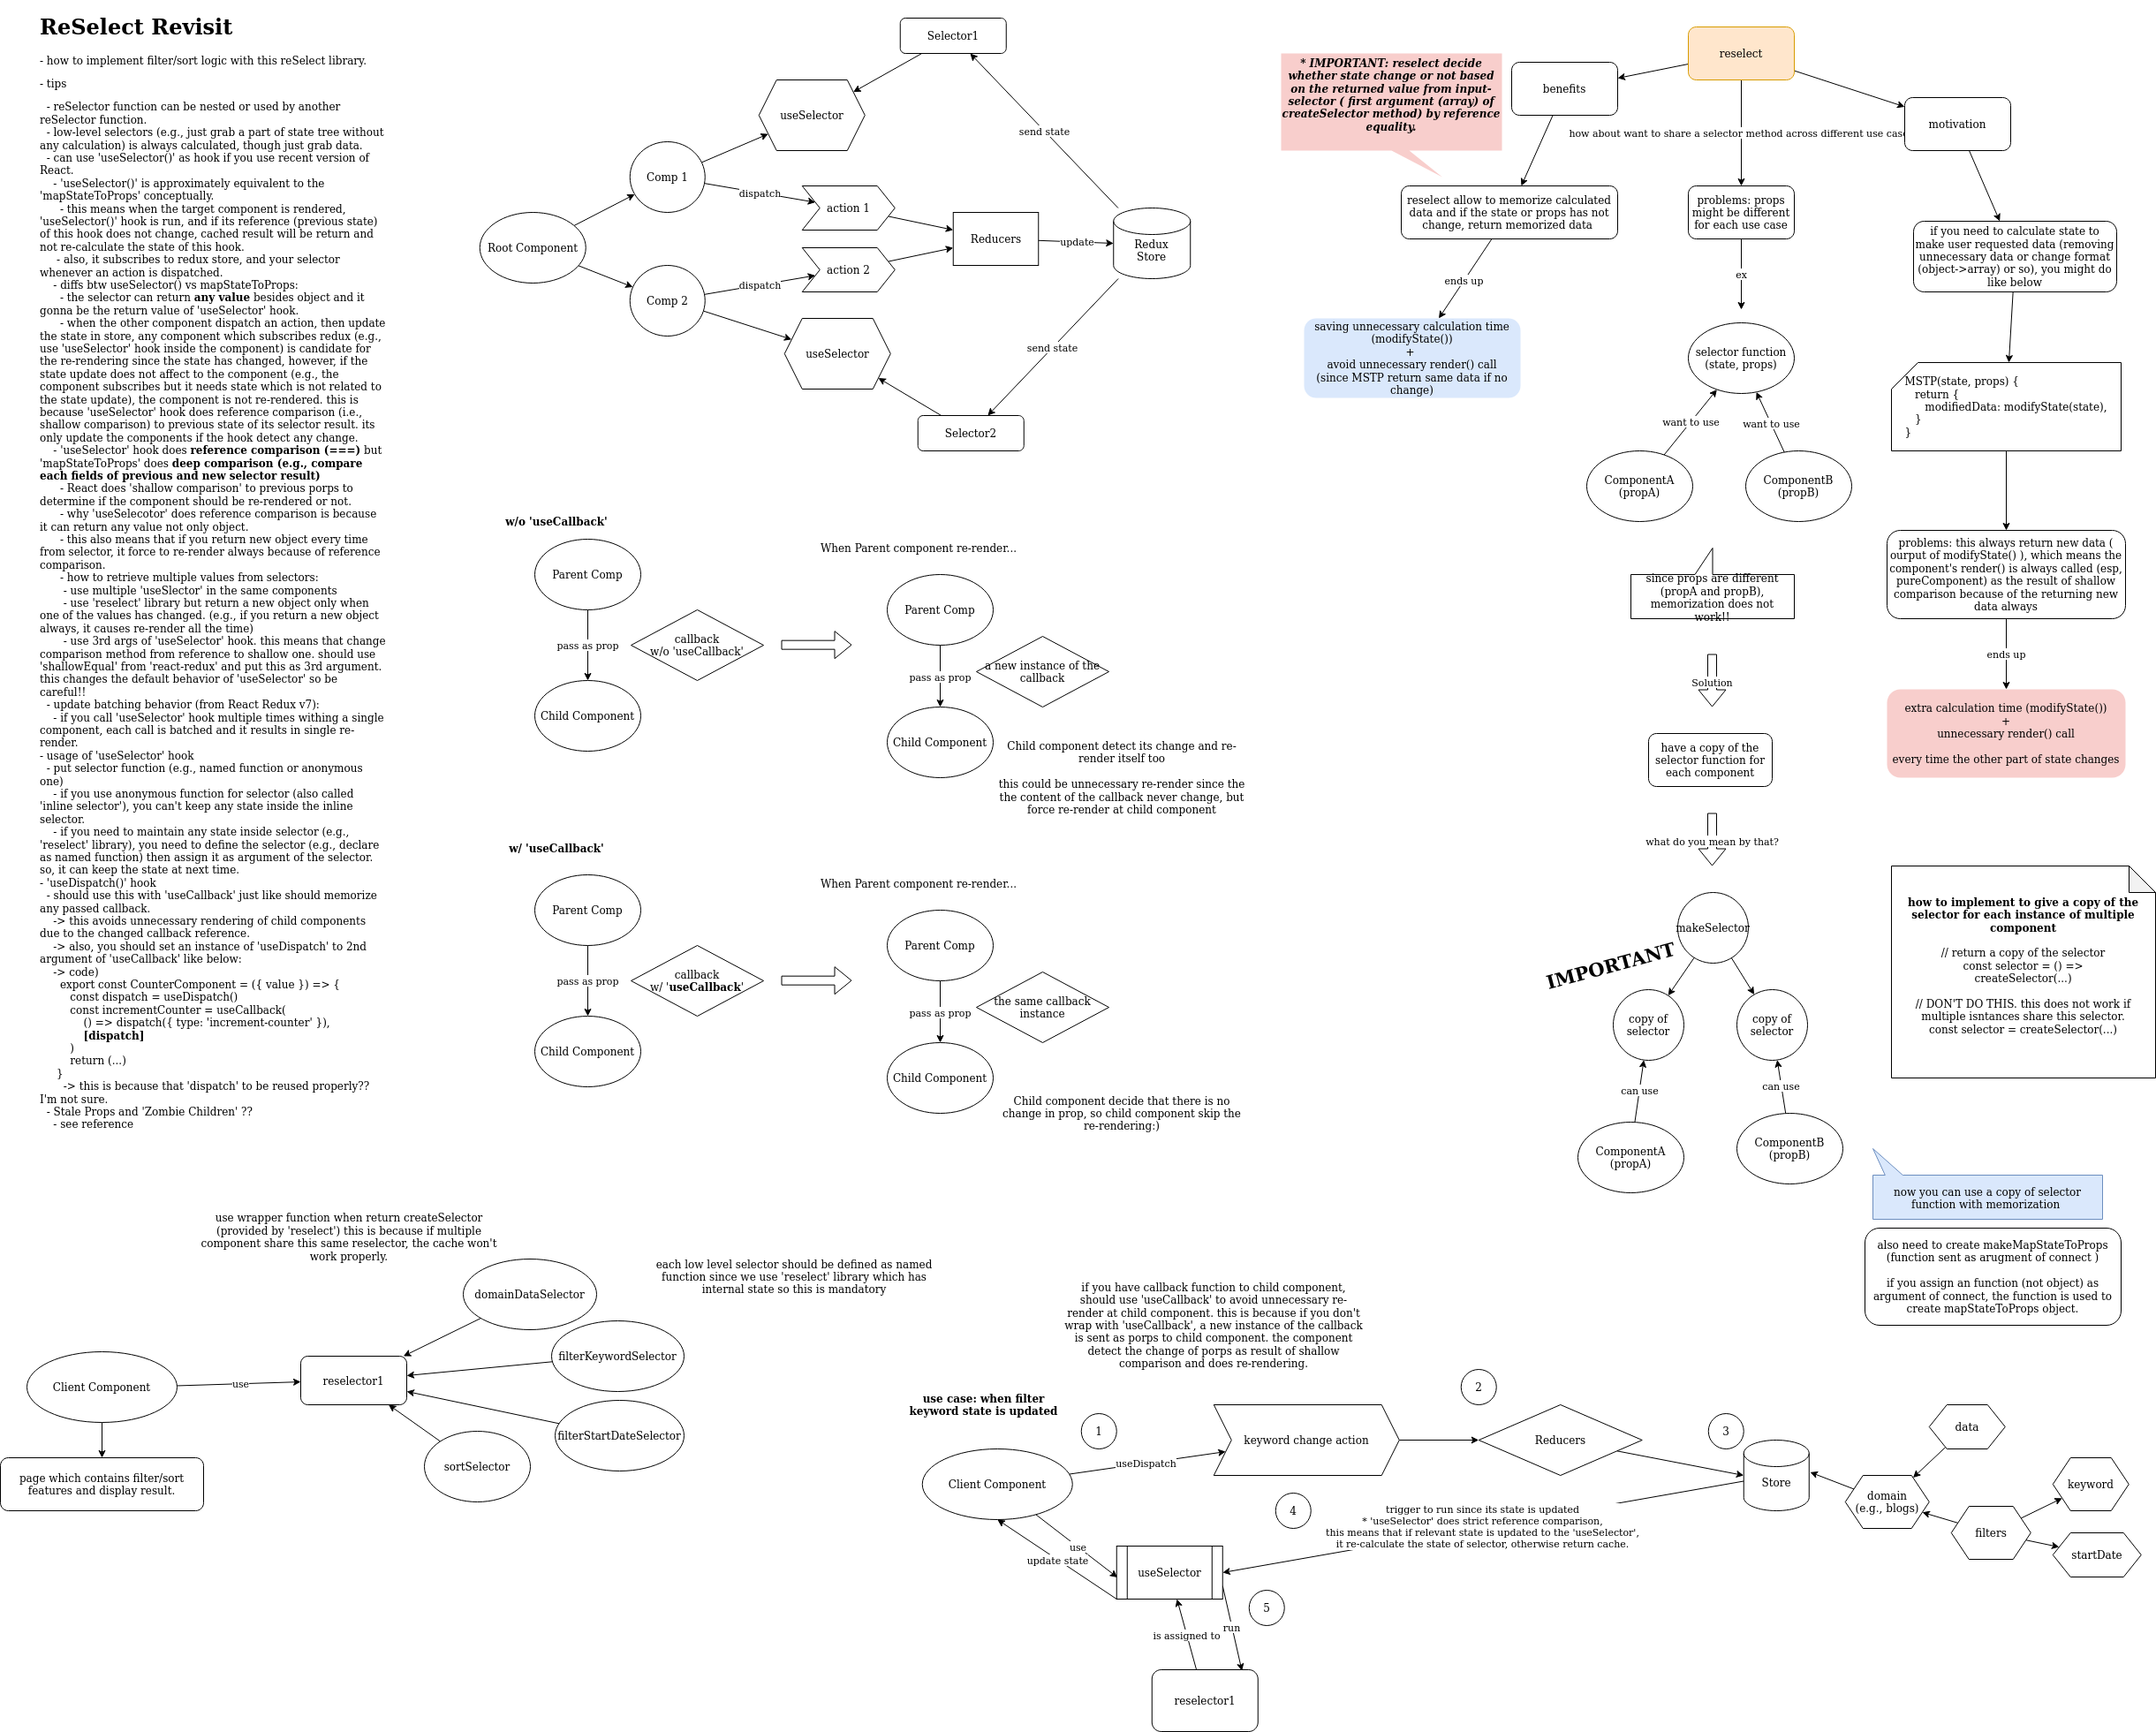 ReSelect Revisit
- how to implement filter/sort logic with this reSelect library.
- tips
- reSelector function can be nested or used by another
reSelector function.
- low-level selectors (e.g., just grab a part of state tree without
any calculation) is always calculated, though just grab data.
- can use 'useSelector()' as hook if you use recent version of
React.
- 'useSelector()' is approximately equivalent to the
'mapStateToProps' conceptually.
- this means when the target component is rendered,
'useSelector()' hook is run, and if its reference (previous state)
of this hook does not change, cached result will be return and
not re-calculate the state of this hook.
- also, it subscribes to redux store, and your selector
whenever an action is dispatched.
- diffs btw useSelector() vs mapStateToProps:
- the selector can return any value besides object and it
gonna be the return value of 'useSelector' hook.
- when the other component dispatch an action, then update
the state in store, any component which subscribes redux (e.g.,
use 'useSelector' hook inside the component) is candidate for
the re-rendering since the state has changed, however, if the
state update does not affect to the component (e.g., the
component subscribes but it needs state which is not related to
the state update), the component is not re-rendered. this is
because 'useSelector' hook does reference comparison (i.e.,
shallow comparison) to previous state of its selector result. its
only update the components if the hook detect any change.
- 'useSelector' hook does reference comparison (===) but
'mapStateToProps' does deep comparison (e.g., compare
each fields of previous and new selector result)
- React does 'shallow comparison' to previous porps to
determine if the component should be re-rendered or not.
- why 'useSelecotor' does reference comparison is because
it can return any value not only object.
- this also means that if you return new object every time
from selector, it force to re-render always because of reference
comparison.
- how to retrieve multiple values from selectors:
- use multiple 'useSlector' in the same components
- use 'reselect' library but return a new object only when
one of the values has changed. (e.g., if you return a new object
always, it causes re-render all the time)
- use 3rd args of 'useSelector' hook. this means that change
comparison method from reference to shallow one. should use
'shallowEqual' from 'react-redux' and put this as 3rd argument.
this changes the default behavior of 'useSelector' so be
careful!!
- update batching behavior (from React Redux v7):
- if you call 'useSelector' hook multiple times withing a single
component, each call is batched and it results in single re-
render.
- usage of 'useSelector' hook
- put selector function (e.g., named function or anonymous
one)
- if you use anonymous function for selector (also called
'inline selector'), you can't keep any state inside the inline
selector.
- if you need to maintain any state inside selector (e.g.,
'reselect' library), you need to define the selector (e.g., declare
as named function) then assign it as argument of the selector.
so, it can keep the state at next time.
- 'useDispatch()' hook
- should use this with 'useCallback' just like should memorize
any passed callback.
-> this avoids unnecessary rendering of child components
due to the changed callback reference.
-> also, you should set an instance of 'useDispatch' to 2nd
argument of 'useCallback' like below:
-> code)
export const CounterComponent = ({ value }) => {
const dispatch = useDispatch()
const incrementCounter = useCallback(
() => dispatch({ type: 'increment-counter' }),
[dispatch]
)
return (...)
}
-> this is because that 'dispatch' to be reused properly??
I'm not sure.
- Stale Props and 'Zombie Children' ??
- see reference
Selector1
useSelector
send state
Comp 1
dispatch
action 1
Root Component
Reducers
update
Redux
Store
action 2
dispatch
Comp 2
useSelector
send state
Selector2
w/o 'useCallback'
When Parent component re-render...
Parent Comp
pass as prop
callback
w/o 'useCallback'
Child Component
Parent Comp
pass as prop
a new instance of the
callback
Child Component
Child component detect its change and re-
render itself too
this could be unnecessary re-render since the
the content of the callback never change, but
force re-render at child component
w/ 'useCallback'
When Parent component re-render...
Parent Comp
pass as prop
callback
w/ 'useCallback'
Child Component
Parent Comp
pass as prop
the same callback
instance
Child Component
Child component decide that there is no
change in prop, so child component skip the
re-rendering:)
* IMPORTANT: reselect decide
whether state change or not based
on the returned value from input-
selector ( first argument (array) of
createSelector method) by reference
equality.
reselect
benefits
motivation
how about want to share a selector method across different use case
reselect allow to memorize calculated
data and if the state or props has not
change, return memorized data
ends up
saving unnecessary calculation time
(modifyState())
+
avoid unnecessary render() call
(since MSTP return same data if no
change)
problems: props
might be different
for each use case
ex
selector function
(state, props)
want to use
want to use
ComponentA
(propA)
ComponentB
(propB)
since props are different
(propA and propB),
memorization does not
work!!
Solution
have a copy of the
selector function for
each component
what do you mean by that?
makeSelector
IMPORTANT
copy of
selector
copy of
selector
can use
can use
ComponentA
(propA)
ComponentB
(propB)
if you need to calculate state to
make user requested data (removing
unnecessary data or change format
(object->array) or so), you might do
like below
MSTP(state, props) {
return {
modifiedData: modifyState(state),
}
}
problems: this always return new data (
ourput of modifyState() ), which means the
component's render() is always called (esp,
pureComponent) as the result of shallow
comparison because of the returning new
data always
ends up
extra calculation time (modifyState())
+
unnecessary render() call
every time the other part of state changes
how to implement to give a copy of the
selector for each instance of multiple
component
// return a copy of the selector
const selector = () =>
createSelector(...)
// DON'T DO THIS. this does not work if
multiple isntances share this selector.
const selector = createSelector(...)
now you can use a copy of selector
function with memorization
also need to create makeMapStateToProps
(function sent as arugment of connect )
if you assign an function (not object) as
argument of connect, the function is used to
create mapStateToProps object.
use wrapper function when return createSelector
(provided by 'reselect') this is because if multiple
component share this same reselector, the cache won't
work properly.
each low level selector should be defined as named
function since we use 'reselect' library which has
internal state so this is mandatory
domainDataSelector
filterKeywordSelector
Client Component
use
reselector1
filterStartDateSelector
sortSelector
page which contains filter/sort
features and display result.
if you have callback function to child component,
should use 'useCallback' to avoid unnecessary re-
render at child component. this is because if you don't
wrap with 'useCallback', a new instance of the callback
is sent as porps to child component. the component
detect the change of porps as result of shallow
comparison and does re-rendering.
use case: when filter
keyword state is updated
1
2
3
keyword change action
Reducers
useDispatch
Client Component
Store
data
domain
(e.g., blogs)
keyword
filters
startDate
4
trigger to run since its state is updated
* 'useSelector' does strict reference comparison,
this means that if relevant state is updated to the 'useSelector',
it re-calculate the state of selector, otherwise return cache.
use
update state
useSelector
5
is assigned to
run
reselector1